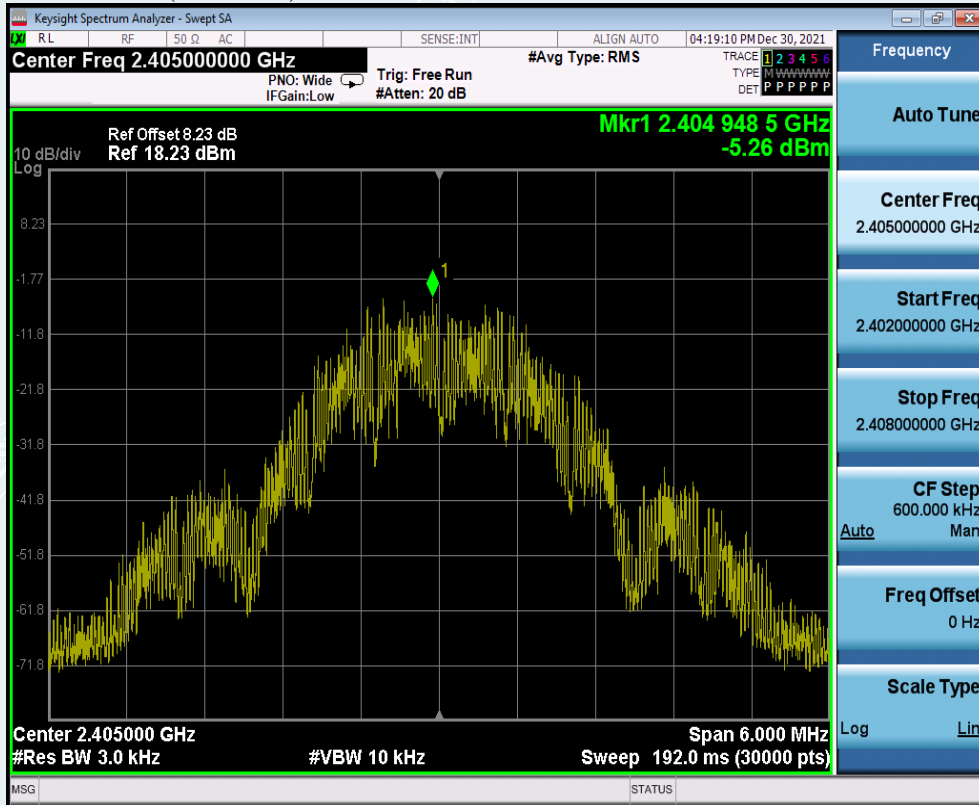 Keysight Spectrum Analyzer - Swept SA
LXI RL RF 50 Ω AC SENSE:INT ALIGN AUTO 04:19:10 PM Dec 30, 2021
Center Freq 2.405000000 GHz
PNO: Wide
IFGain:Low
Trig: Free Run
#Atten: 20 dB
#Avg Type: RMS
TRACE 1 2 3 4 5 6
TYPE M W W W W W
DET P P P P P P
Mkr1 2.404 948 5 GHz
-5.26 dBm
Ref Offset 8.23 dB
10 dB/div Ref 18.23 dBm
Log
8.23
-1.77
-11.8
-21.8
-31.8
-41.8
-51.8
-61.8
-71.8
1
Center 2.405000 GHz Span 6.000 MHz
#Res BW 3.0 kHz #VBW 10 kHz Sweep 192.0 ms (30000 pts)
MSG STATUS
Frequency
Auto Tune
Center Freq
2.405000000 GHz
Start Freq
2.402000000 GHz
Stop Freq
2.408000000 GHz
CF Step
600.000 kHz
Auto Man
Freq Offset
0 Hz
Scale Type
Log Lin